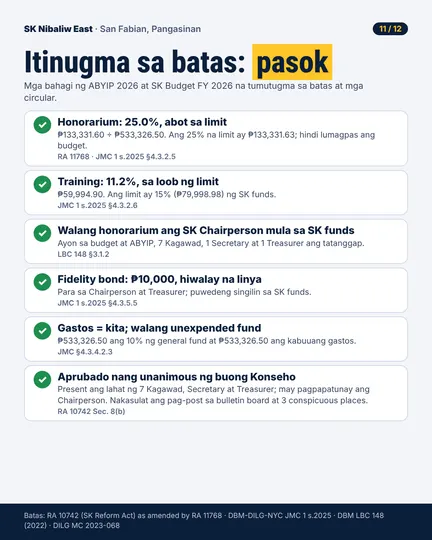 SK Nibaliw East · San Fabian, Pangasinan
11 / 12
Itinugma sa batas: pasok
Mga bahagi ng ABYIP 2026 at SK Budget FY 2026 na tumutugma sa batas at mga
circular.
Honorarium: 25.0%, abot sa limit
₱133,331.60 ÷ ₱533,326.50. Ang 25% na limit ay ₱133,331.63; hindi lumagpas ang
budget.
RA 11768 · JMC 1 s.2025 §4.3.2.5
Training: 11.2%, sa loob ng limit
₱59,994.90. Ang limit ay 15% (₱79,998.98) ng SK funds.
JMC 1 s.2025 §4.3.2.6
Walang honorarium ang SK Chairperson mula sa SK funds
Ayon sa budget at ABYIP, 7 Kagawad, 1 Secretary at 1 Treasurer ang tatanggap.
LBC 148 §3.1.2
Fidelity bond: ₱10,000, hiwalay na linya
Para sa Chairperson at Treasurer; puwedeng singilin sa SK funds.
JMC 1 s.2025 §4.3.5.5
Gastos = kita; walang unexpended fund
₱533,326.50 ang 10% ng general fund at ₱533,326.50 ang kabuuang gastos.
JMC §4.3.4.2.3
Aprubado nang unanimous ng buong Konseho
Present ang lahat ng 7 Kagawad, Secretary at Treasurer; may pagpapatunay ang
Chairperson. Nakasulat ang pag-post sa bulletin board at 3 conspicuous places.
RA 10742 Sec. 8(b)
Batas: RA 10742 (SK Reform Act) as amended by RA 11768 · DBM-DILG-NYC JMC 1 s.2025 · DBM LBC 148
(2022) · DILG MC 2023-068